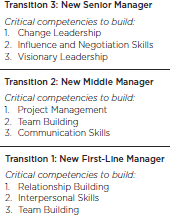 Transition 3: New Senior Manager
Critical competencies to build:
1. Change Leadership
2. Influence and Negotiation Skills
3. Visionary Leadership
Transition 2: New Middle Manager
Critical competencies to build:
1. Project Management
2. Team Building
3. Communication Skills
Transition 1: New First-Line Manager
Critical competencies to build:
1. Relationship Building
2. Interpersonal Skills
3. Team Building